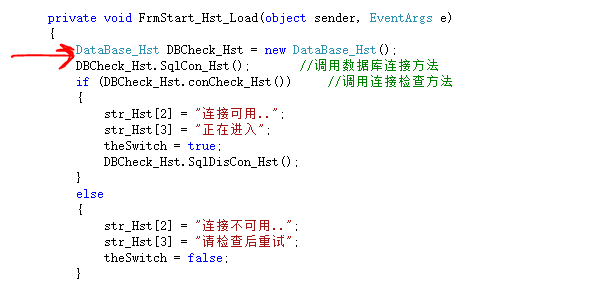 private void FrmStart_Hst_Load(object sender, EventArgs e)
{
DataBase_Hst DBCheck_Hst = new DataBase_Hst();
DBCheck_Hst.SqlCon_Hst(); //调用数据库连接方法
if (DBCheck_Hst.conCheck_Hst()) //调用连接检查方法
{
str_Hst[2] = "连接可用..";
str_Hst[3] = "正在进入";
theSwitch = true;
DBCheck_Hst.SqlDisCon_Hst();
}
else
{
str_Hst[2] = "连接不可用..";
str_Hst[3] = "请检查后重试";
theSwitch = false;
}